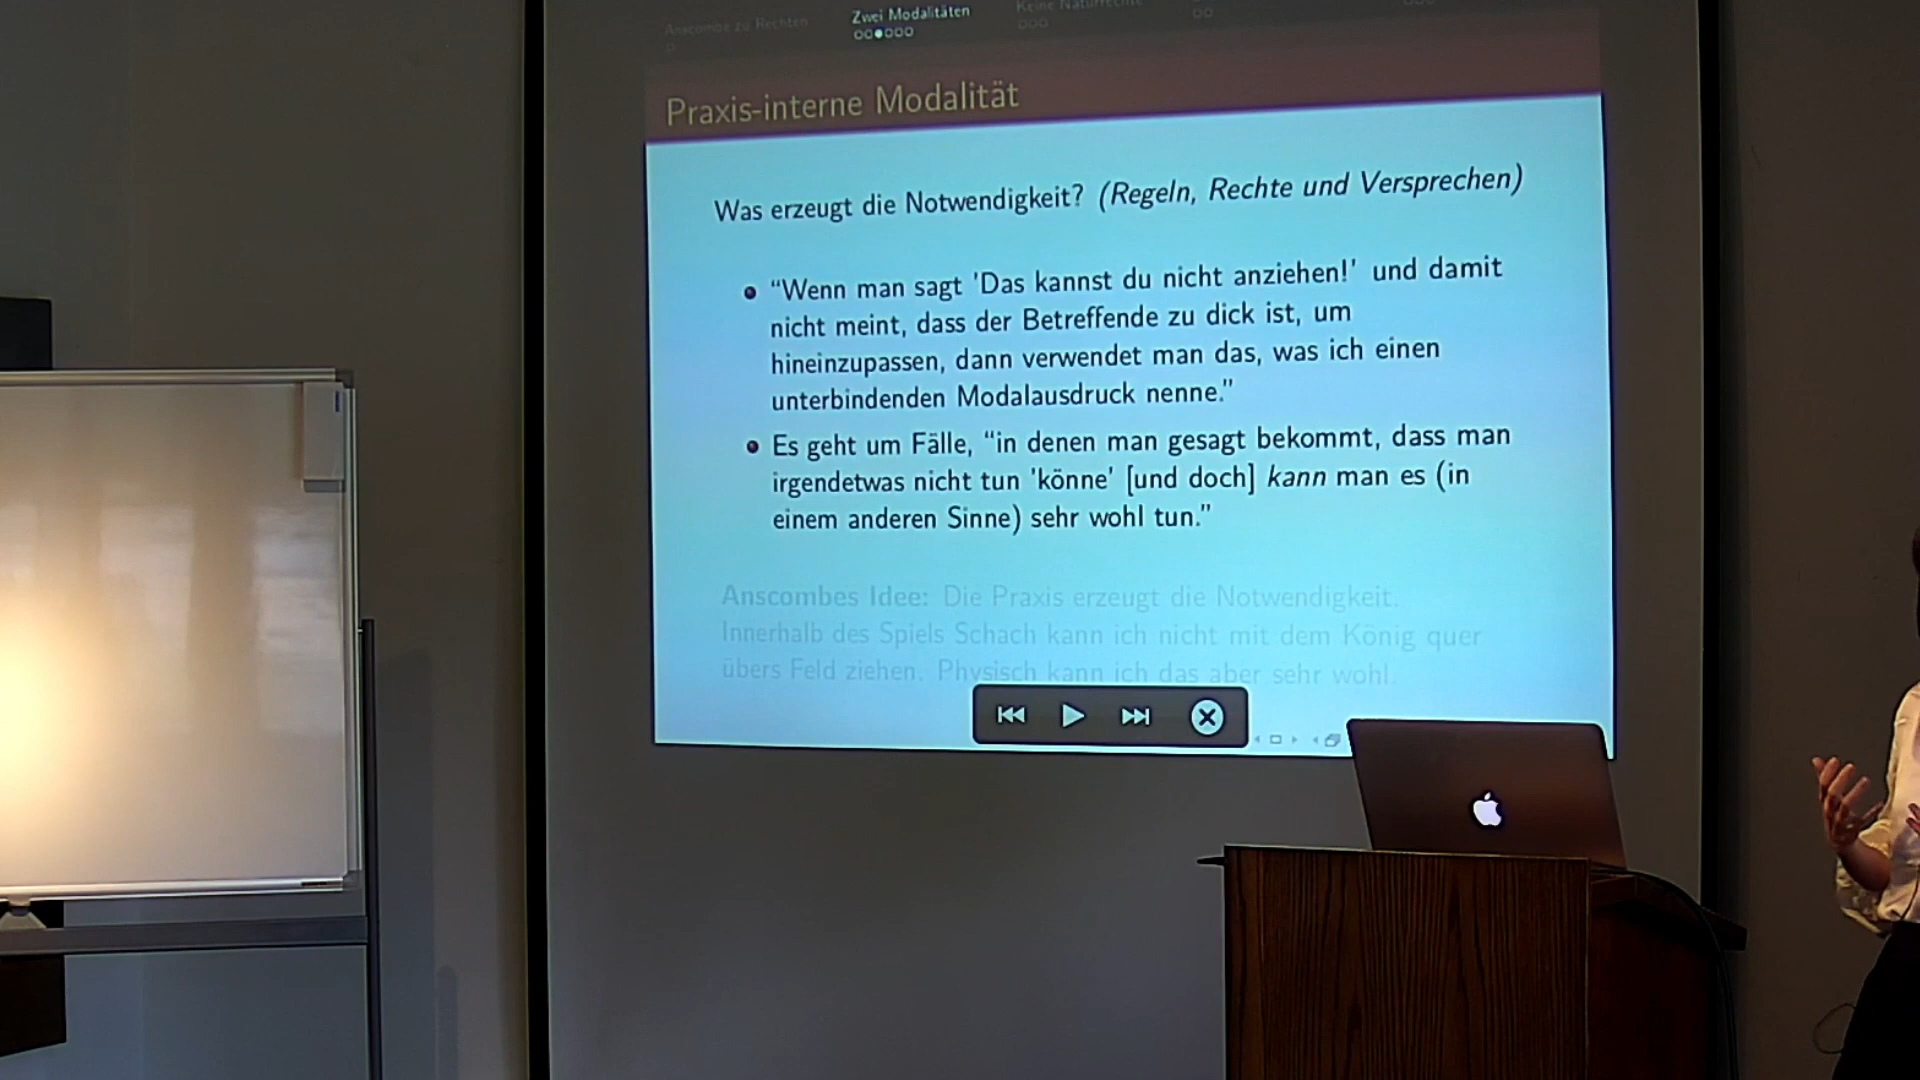 Anscombe zu Rechten
Zwei Modalitäten
Keine Naturrechte
Praxis-interne Modalität
Was erzeugt die Notwendigkeit? (Regeln, Rechte und Versprechen)
“Wenn man sagt 'Das kannst du nicht anziehen!' und damit
nicht meint, dass der Betreffende zu dick ist, um
hineinzupassen, dann verwendet man das, was ich einen
unterbindenden Modalausdruck nenne.”
Es geht um Fälle, “in denen man gesagt bekommt, dass man
irgendetwas nicht tun 'könne' [und doch] kann man es (in
einem anderen Sinne) sehr wohl tun.”
Anscombes Idee: Die Praxis erzeugt die Notwendigkeit.
Innerhalb des Spiels Schach kann ich nicht mit dem König quer
übers Feld ziehen. Physisch kann ich das aber sehr wohl.